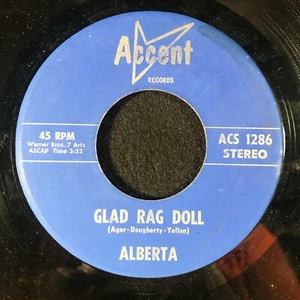 Accent
RECORDS
45 RPM
Warner Bros. 7 Arts
ASCAP Time 3:32
ACS 1286
STEREO
GLAD RAG DOLL
(Ager-Daugherty-Yellen)
ALBERTA